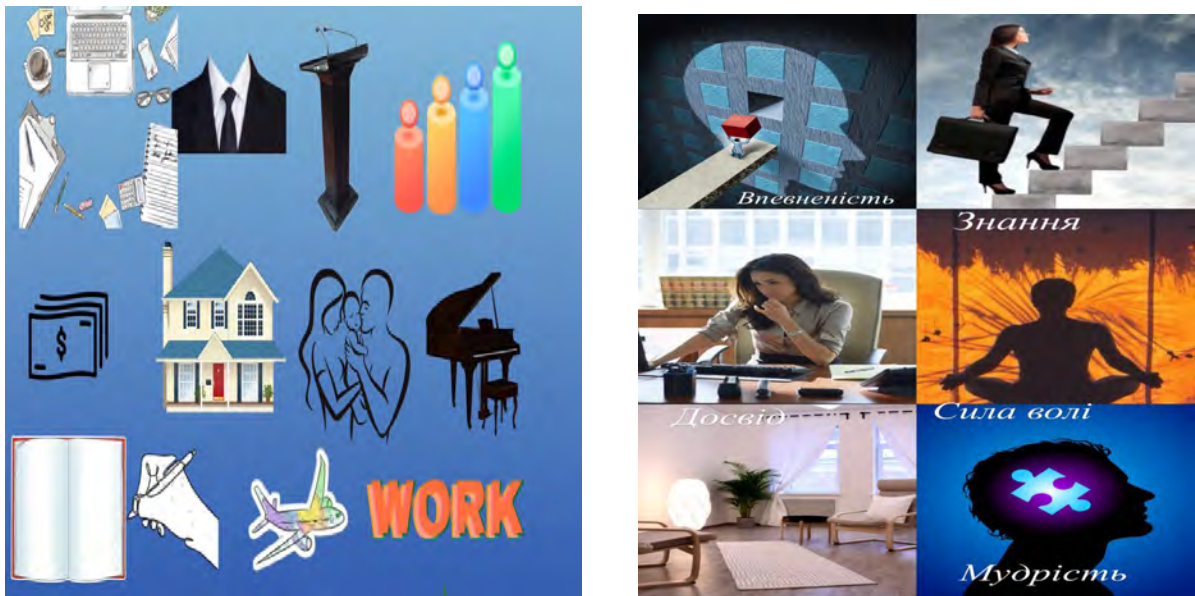 $
WORK
Впевненість
Знання
Досвід
Сила волі
Мудрість